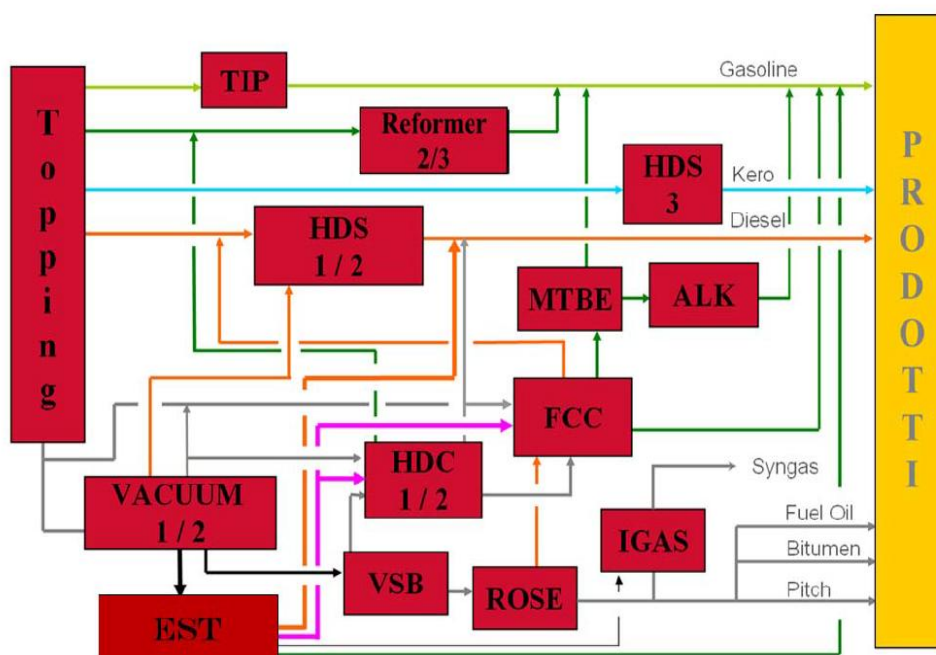 Topping
TIP
Gasoline
Reformer
2/3
HDS
3
Kero
HDS
1 / 2
Diesel
MTBE
ALK
FCC
HDC
1 / 2
VACUUM
1 / 2
VSB
ROSE
IGAS
EST
Syngas
Fuel Oil
Bitumen
Pitch
PRODOTTI